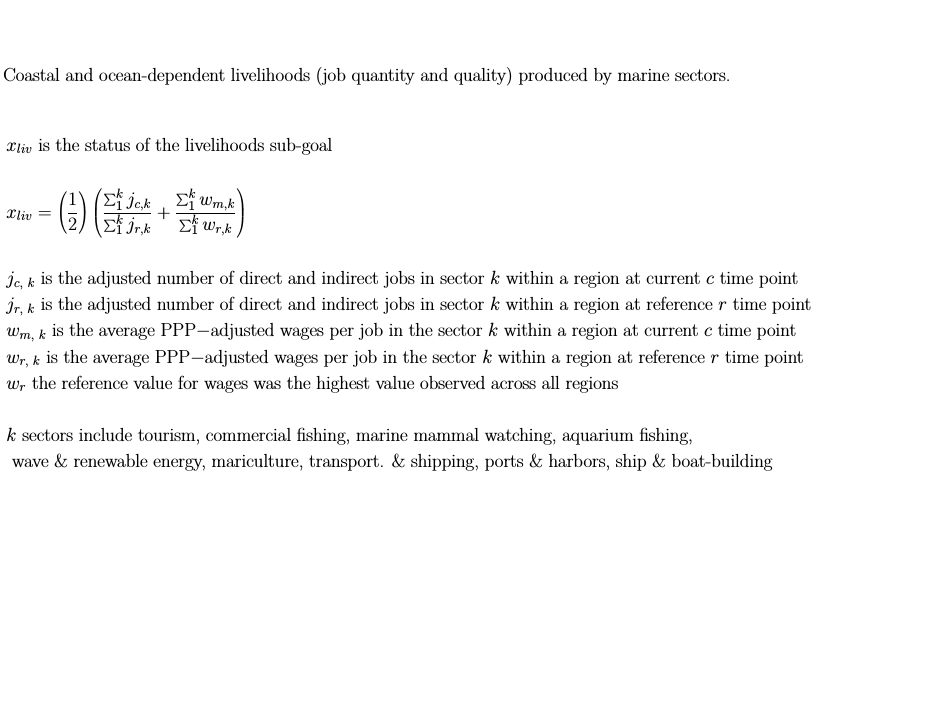 Coastal and ocean-dependent livelihoods (job quantity and quality) produced by marine sectors.
x_{liv} is the status of the livelihoods sub-goal
x_{liv} = \left(\frac{1}{2}\right) \left(\frac{\Sigma_1^k j_{c,k}}{\Sigma_1^k j_{r,k}} + \frac{\Sigma_1^k w_{m,k}}{\Sigma_1^k w_{r,k}}\right)
j_{c, k} is the adjusted number of direct and indirect jobs in sector k within a region at current c time point
j_{r, k} is the adjusted number of direct and indirect jobs in sector k within a region at reference r time point
w_{m, k} is the average PPP−adjusted wages per job in the sector k within a region at current c time point
w_{r, k} is the average PPP−adjusted wages per job in the sector k within a region at reference r time point
w_r the reference value for wages was the highest value observed across all regions
k sectors include tourism, commercial fishing, marine mammal watching, aquarium fishing,
wave & renewable energy, mariculture, transport. & shipping, ports & harbors, ship & boat-building